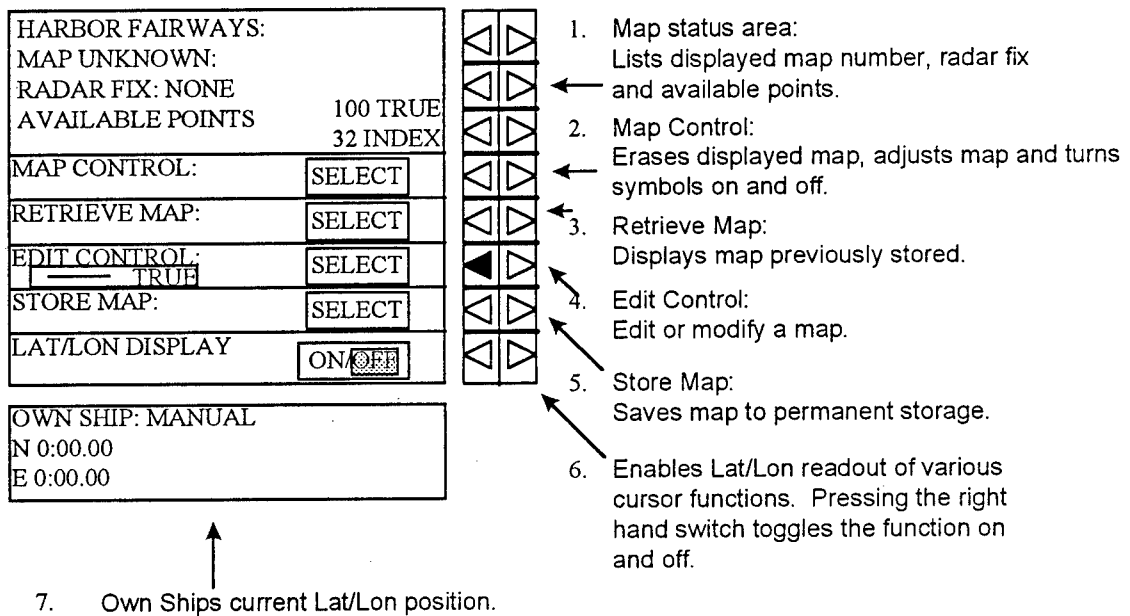 HARBOR FAIRWAYS:
MAP UNKNOWN:
RADAR FIX: NONE
AVAILABLE POINTS
100 TRUE
32 INDEX
MAP CONTROL:
SELECT
RETRIEVE MAP:
SELECT
EDIT CONTROL:
TRUE
SELECT
STORE MAP:
SELECT
LAT/LON DISPLAY
ON/OFF
OWN SHIP: MANUAL
N 0:00.00
E 0:00.00
1. Map status area:
Lists displayed map number, radar fix
and available points.
2. Map Control:
Erases displayed map, adjusts map and turns
symbols on and off.
3. Retrieve Map:
Displays map previously stored.
4. Edit Control:
Edit or modify a map.
5. Store Map:
Saves map to permanent storage.
6. Enables Lat/Lon readout of various
cursor functions. Pressing the right
hand switch toggles the function on
and off.
7. Own Ships current Lat/Lon position.